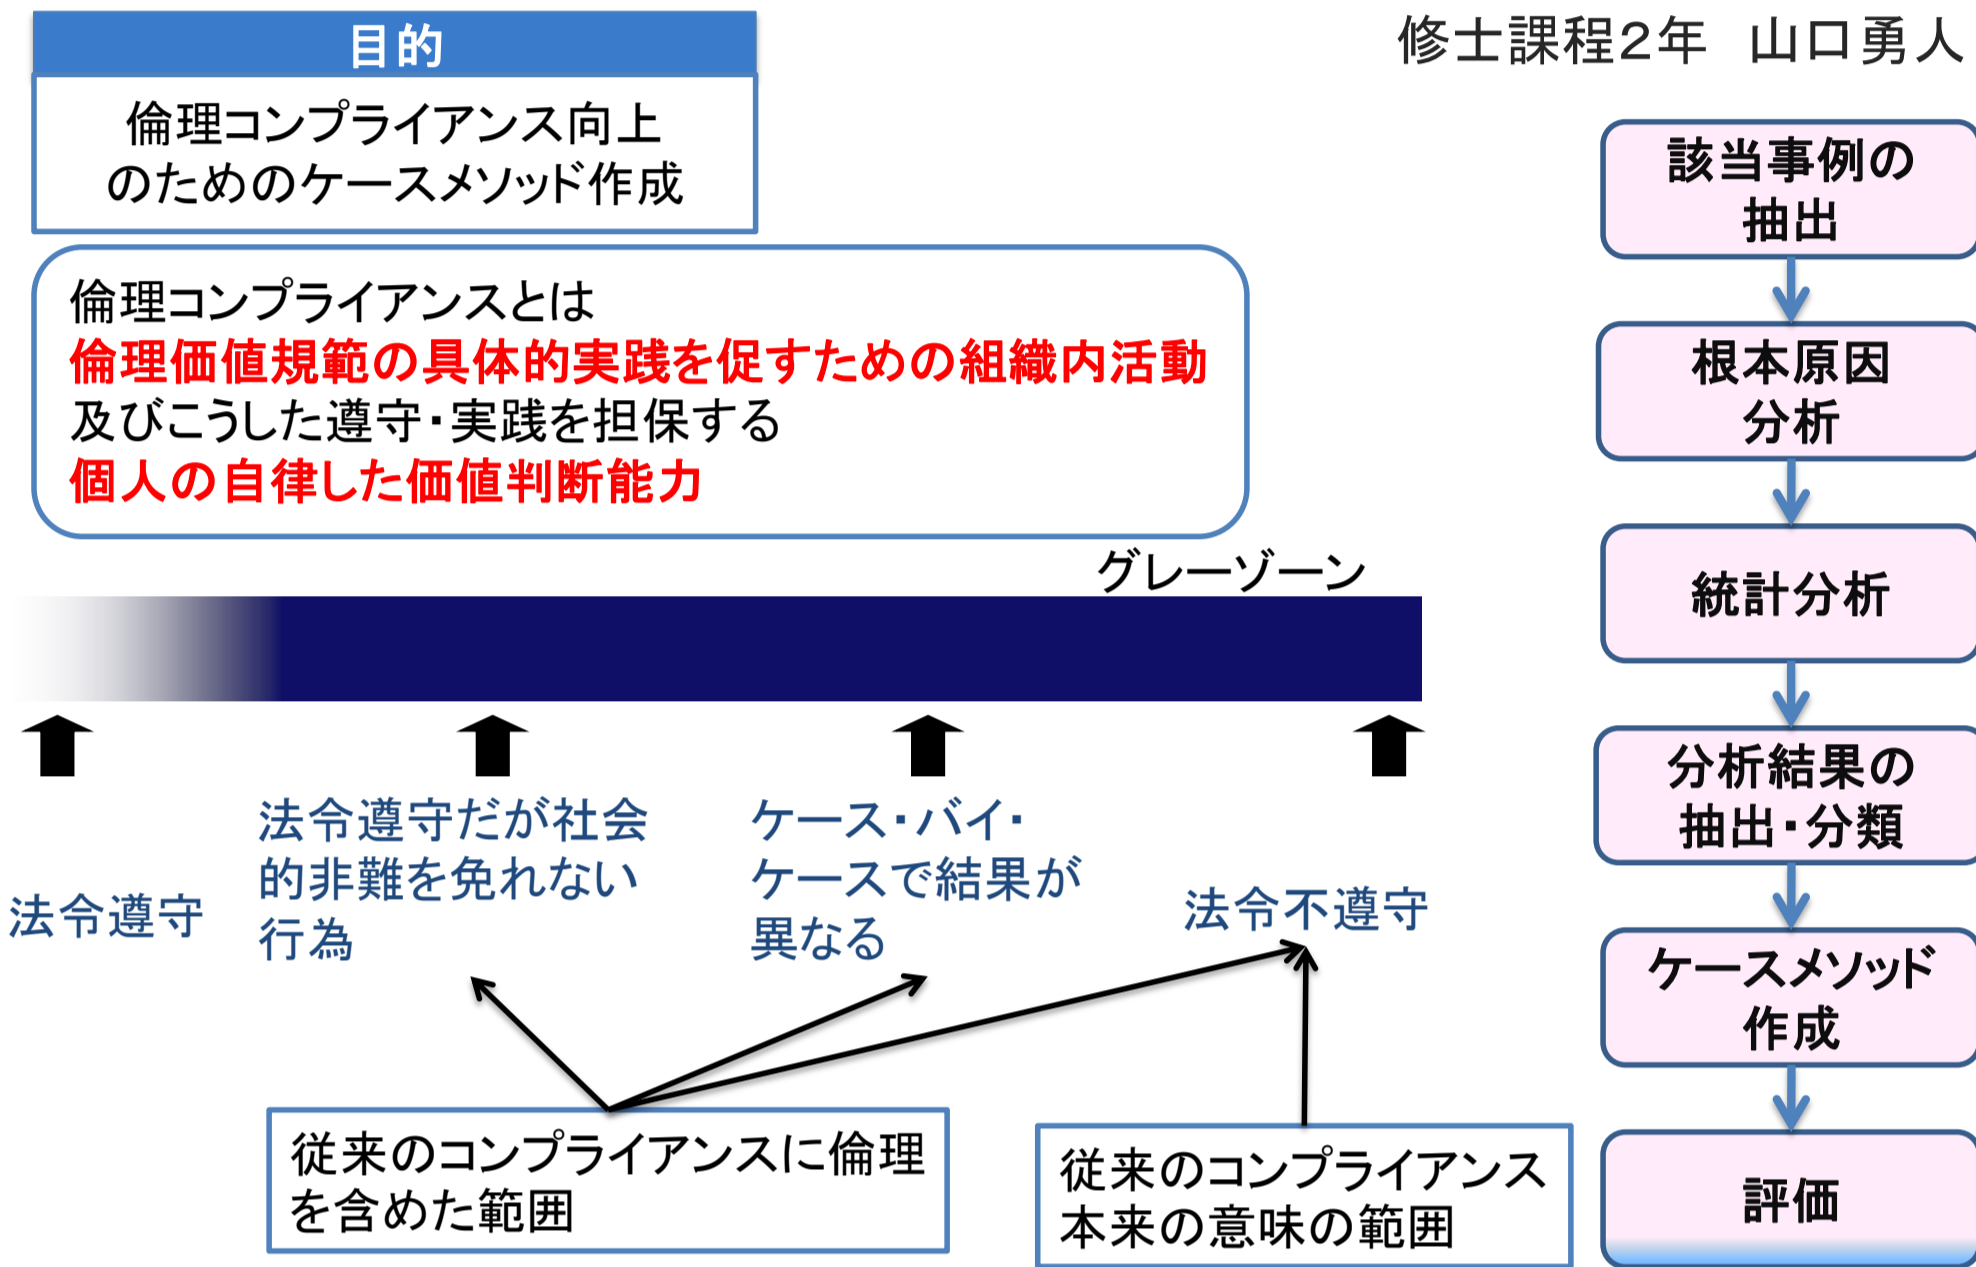 目的
修士課程2年　山口勇人
倫理コンプライアンス向上
のためのケースメソッド作成
倫理コンプライアンスとは
倫理価値規範の具体的実践を促すための組織内活動
及びこうした遵守・実践を担保する
個人の自律した価値判断能力
グレーゾーン
法令遵守
法令遵守だが社会
的非難を免れない
行為
ケース・バイ・
ケースで結果が
異なる
法令不遵守
従来のコンプライアンスに倫理
を含めた範囲
従来のコンプライアンス
本来の意味の範囲
該当事例の
抽出
根本原因
分析
統計分析
分析結果の
抽出・分類
ケースメソッド
作成
評価